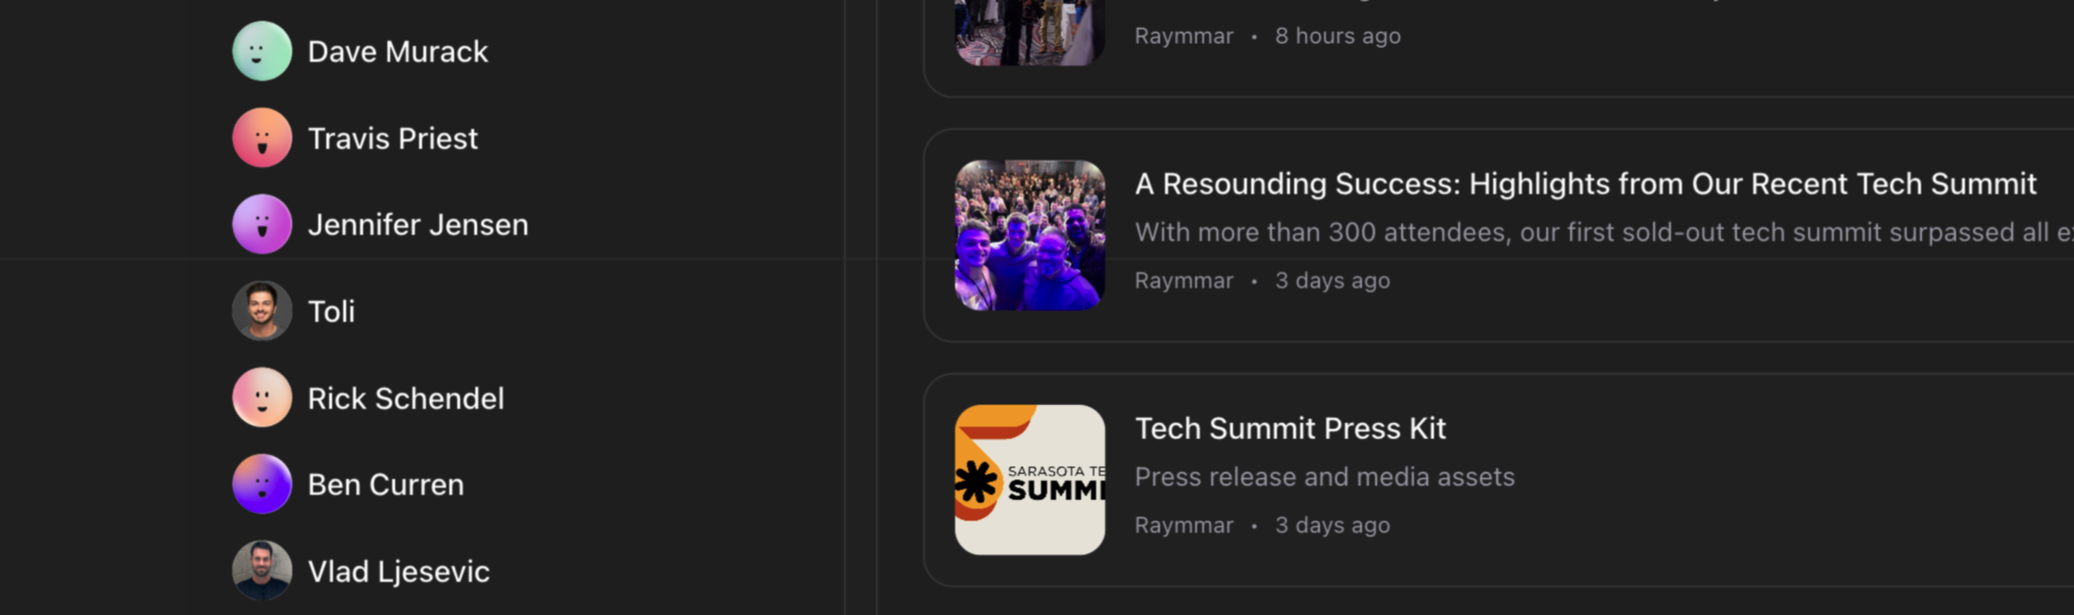 Dave Murack
Travis Priest
Jennifer Jensen
Toli
Rick Schendel
Ben Curren
Vlad Ljesevic
Raymmar • 8 hours ago
A Resounding Success: Highlights from Our Recent Tech Summit
With more than 300 attendees, our first sold-out tech summit surpassed all
Raymmar • 3 days ago
SARASOTA TE
SUMMI
Tech Summit Press Kit
Press release and media assets
Raymmar • 3 days ago